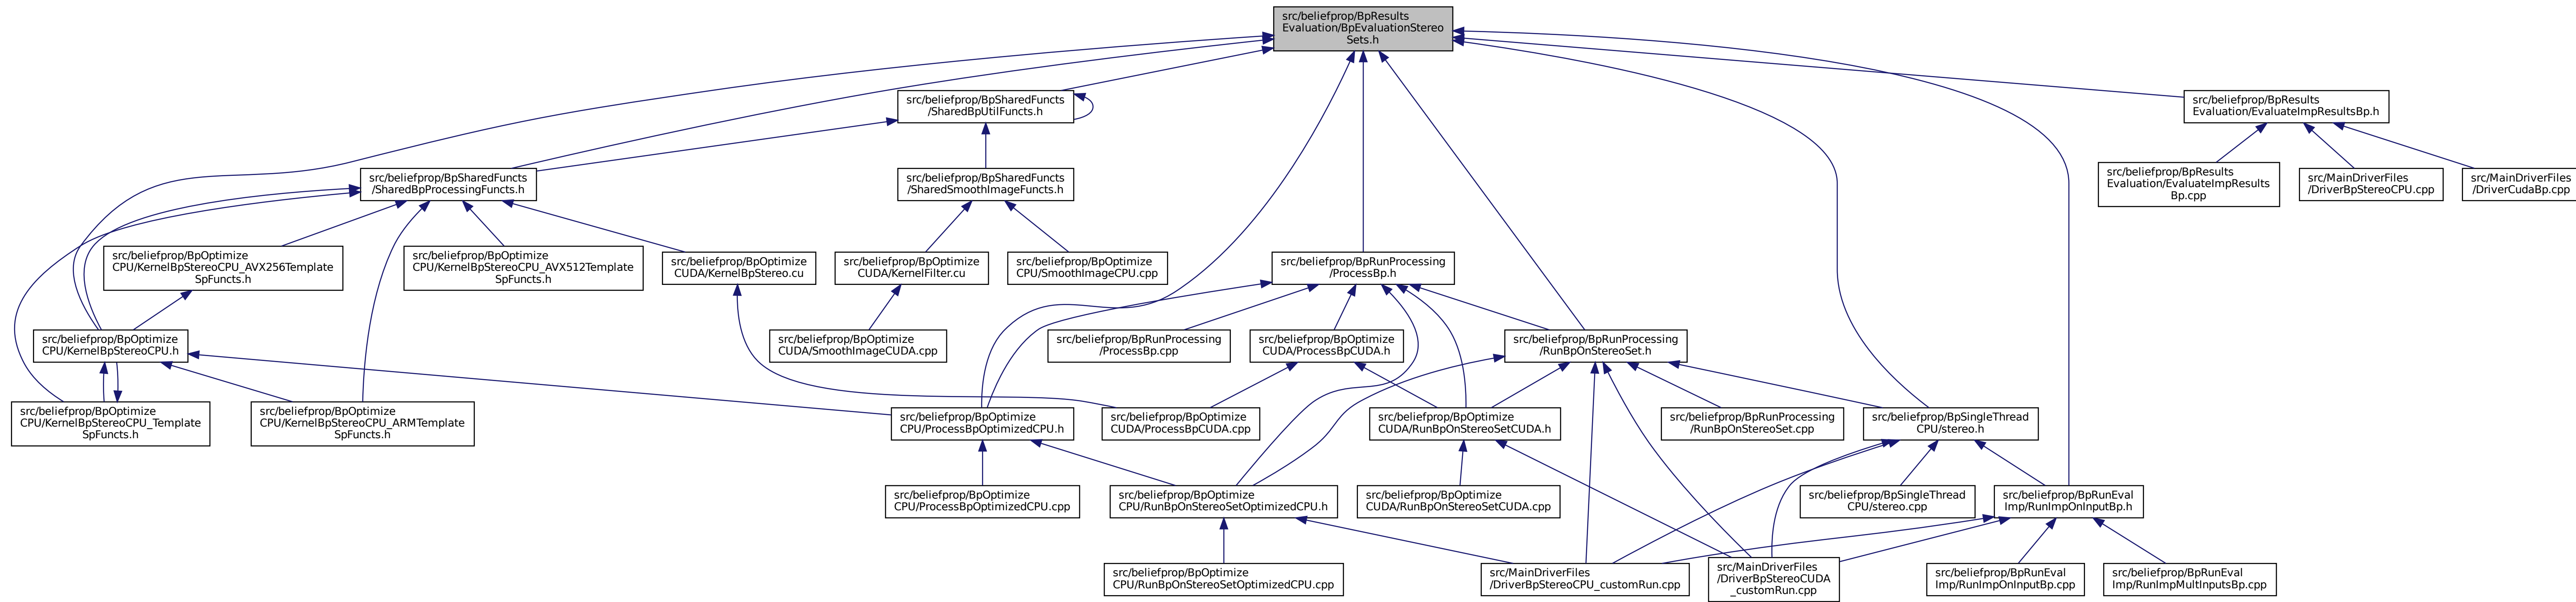 src/beliefprop/BpResults
Evaluation/BpEvaluationStereo
Sets.h
src/beliefprop/BpSharedFuncts
/SharedBpUtilFuncts.h
src/beliefprop/BpResults
Evaluation/EvaluateImpResultsBp.h
src/beliefprop/BpSharedFuncts
/SharedBpProcessingFuncts.h
src/beliefprop/BpSharedFuncts
/SharedSmoothImageFuncts.h
src/beliefprop/BpResults
Evaluation/EvaluateImpResults
Bp.cpp
src/MainDriverFiles
/DriverBpStereoCPU.cpp
src/MainDriverFiles
/DriverCudaBp.cpp
src/beliefprop/BpOptimize
CPU/KernelBpStereoCPU_AVX256Template
SpFuncts.h
src/beliefprop/BpOptimize
CPU/KernelBpStereoCPU_AVX512Template
SpFuncts.h
src/beliefprop/BpOptimize
CUDA/KernelBpStereo.cu
src/beliefprop/BpOptimize
CUDA/KernelFilter.cu
src/beliefprop/BpOptimize
CPU/SmoothImageCPU.cpp
src/beliefprop/BpRunProcessing
/ProcessBp.h
src/beliefprop/BpOptimize
CPU/KernelBpStereoCPU.h
src/beliefprop/BpOptimize
CUDA/SmoothImageCUDA.cpp
src/beliefprop/BpRunProcessing
/ProcessBp.cpp
src/beliefprop/BpOptimize
CUDA/ProcessBpCUDA.h
src/beliefprop/BpRunProcessing
/RunBpOnStereoSet.h
src/beliefprop/BpOptimize
CPU/KernelBpStereoCPU_Template
SpFuncts.h
src/beliefprop/BpOptimize
CPU/KernelBpStereoCPU_ARMTemplate
SpFuncts.h
src/beliefprop/BpOptimize
CPU/ProcessBpOptimizedCPU.h
src/beliefprop/BpOptimize
CUDA/ProcessBpCUDA.cpp
src/beliefprop/BpOptimize
CUDA/RunBpOnStereoSetCUDA.h
src/beliefprop/BpRunProcessing
/RunBpOnStereoSet.cpp
src/beliefprop/BpSingleThread
CPU/stereo.h
src/beliefprop/BpOptimize
CPU/ProcessBpOptimizedCPU.cpp
src/beliefprop/BpOptimize
CPU/RunBpOnStereoSetOptimizedCPU.h
src/beliefprop/BpOptimize
CUDA/RunBpOnStereoSetCUDA.cpp
src/beliefprop/BpSingleThread
CPU/stereo.cpp
src/beliefprop/BpRunEval
Imp/RunImpOnInputBp.h
src/beliefprop/BpOptimize
CPU/RunBpOnStereoSetOptimizedCPU.cpp
src/MainDriverFiles
/DriverBpStereoCPU_customRun.cpp
src/MainDriverFiles
/DriverBpStereoCUDA
_customRun.cpp
src/beliefprop/BpRunEval
Imp/RunImpOnInputBp.cpp
src/beliefprop/BpRunEval
Imp/RunImpMultInputsBp.cpp